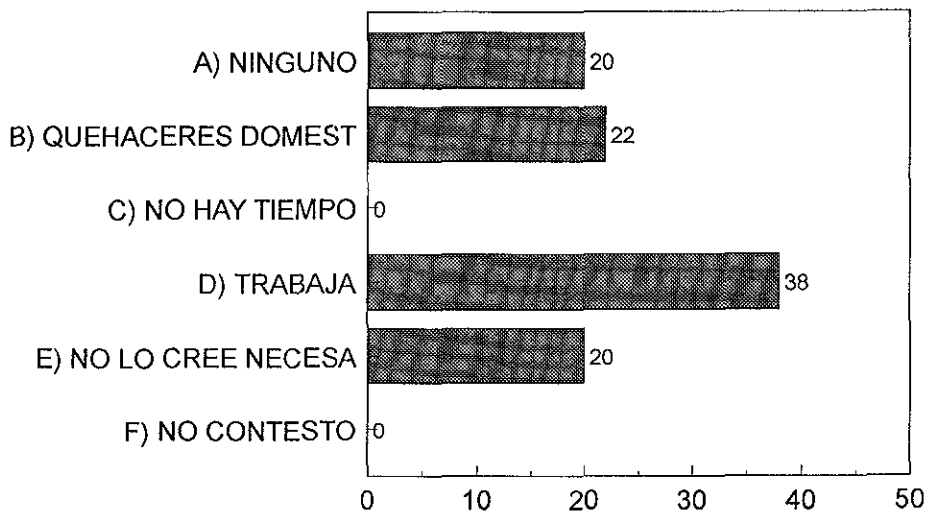 A) NINGUNO 20
B) QUEHACERES DOMEST 22
C) NO HAY TIEMPO 0
D) TRABAJA 38
E) NO LO CREE NECESA 20
F) NO CONTESTO 0
0 10 20 30 40 50